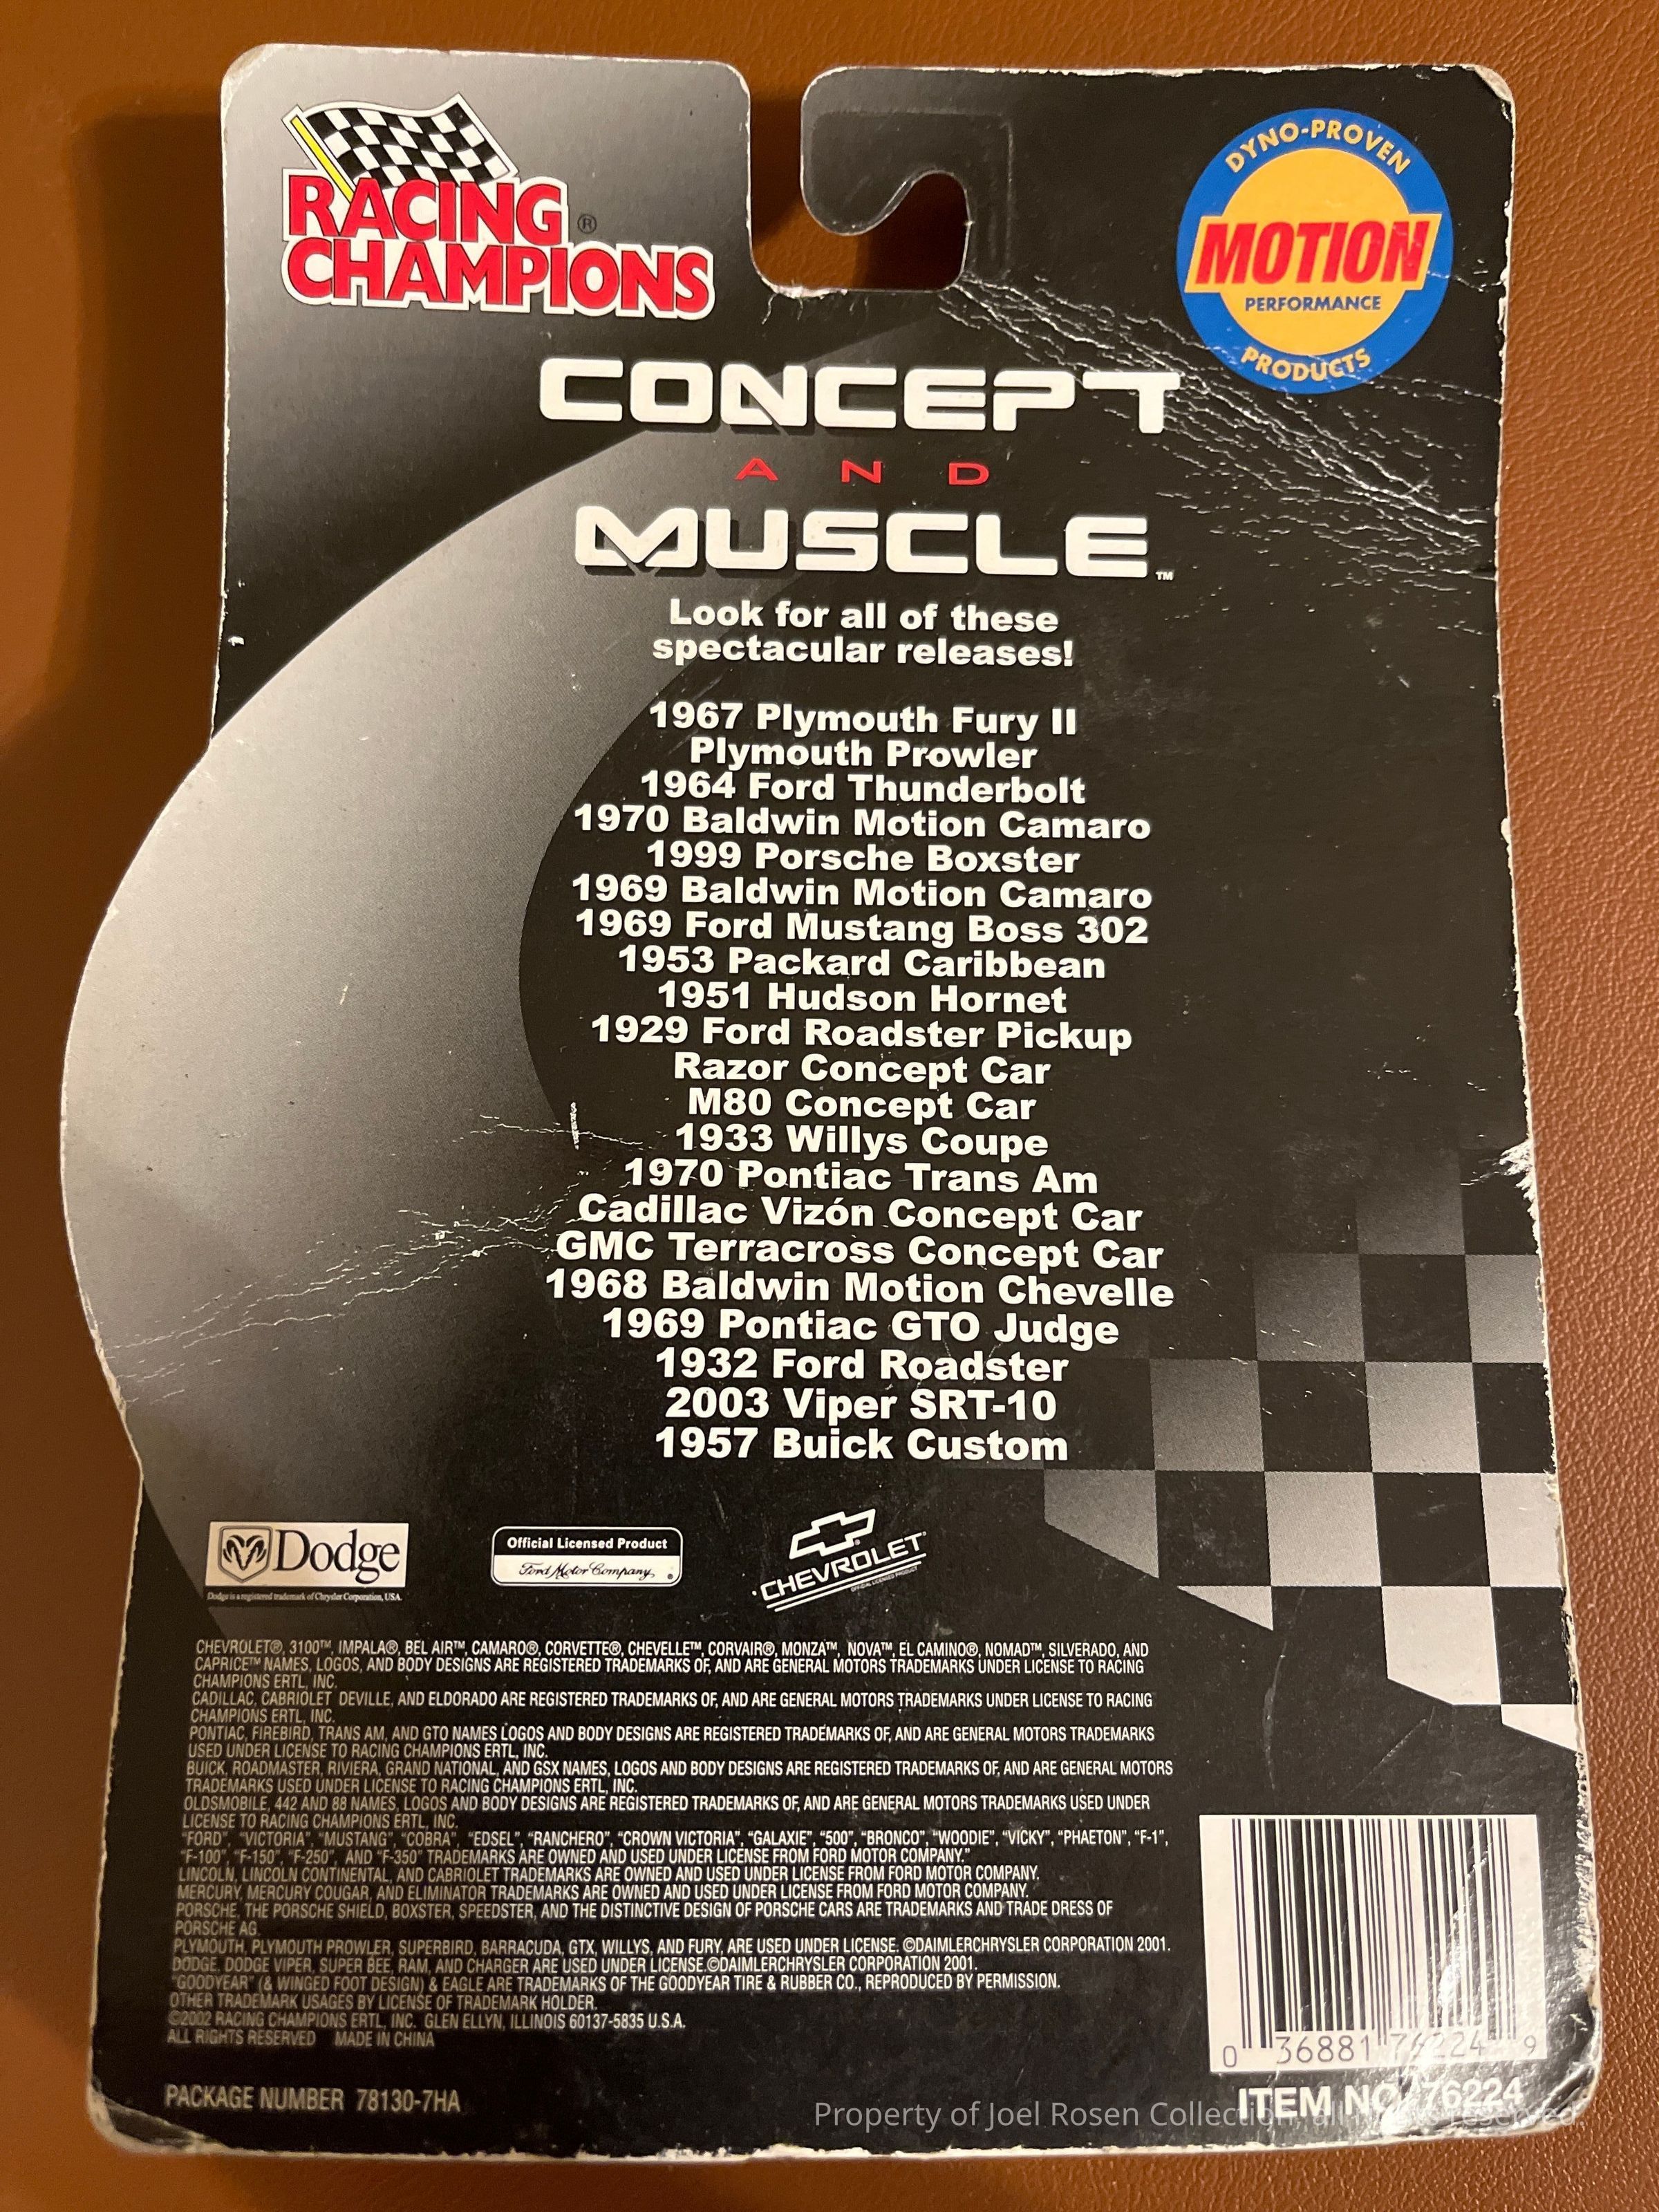 RACING ®
CHAMPIONS
DYNO-PROVEN
MOTION
PERFORMANCE
PRODUCTS
CONCEPT
AND
MUSCLE™
Look for all of these
spectacular releases!
1967 Plymouth Fury II
Plymouth Prowler
1964 Ford Thunderbolt
1970 Baldwin Motion Camaro
1999 Porsche Boxster
1969 Baldwin Motion Camaro
1969 Ford Mustang Boss 302
1953 Packard Caribbean
1951 Hudson Hornet
1929 Ford Roadster Pickup
Razor Concept Car
M80 Concept Car
1933 Willys Coupe
1970 Pontiac Trans Am
Cadillac Vizón Concept Car
GMC Terracross Concept Car
1968 Baldwin Motion Chevelle
1969 Pontiac GTO Judge
1932 Ford Roadster
2003 Viper SRT-10
1957 Buick Custom
Dodge
Dodge is a registered trademark of Chrysler Corporation, USA.
Official Licensed Product
Ford Motor Company
CHEVROLET
OFFICIAL LICENSED PRODUCT
CHEVROLET®, 3100™, IMPALA®, BEL AIR™, CAMARO®, CORVETTE®, CHEVELLE™, CORVAIR®, MONZA™, NOVA™, EL CAMINO®, NOMAD™, SILVERADO, AND
CAPRICE™ NAMES, LOGOS, AND BODY DESIGNS ARE REGISTERED TRADEMARKS OF, AND ARE GENERAL MOTORS TRADEMARKS UNDER LICENSE TO RACING
CHAMPIONS ERTL, INC.
CADILLAC, CABRIOLET DEVILLE, AND ELDORADO ARE REGISTERED TRADEMARKS OF, AND ARE GENERAL MOTORS TRADEMARKS UNDER LICENSE TO RACING
CHAMPIONS ERTL, INC.
PONTIAC, FIREBIRD, TRANS AM, AND GTO NAMES LOGOS AND BODY DESIGNS ARE REGISTERED TRADEMARKS OF, AND ARE GENERAL MOTORS TRADEMARKS
USED UNDER LICENSE TO RACING CHAMPIONS ERTL, INC.
BUICK, ROADMASTER, RIVIERA, GRAND NATIONAL, AND GSX NAMES, LOGOS AND BODY DESIGNS ARE REGISTERED TRADEMARKS OF, AND ARE GENERAL MOTORS
TRADEMARKS USED UNDER LICENSE TO RACING CHAMPIONS ERTL, INC.
OLDSMOBILE, 442 AND 88 NAMES, LOGOS AND BODY DESIGNS ARE REGISTERED TRADEMARKS OF, AND ARE GENERAL MOTORS TRADEMARKS USED UNDER
LICENSE TO RACING CHAMPIONS ERTL, INC.
"FORD", "VICTORIA", "MUSTANG", "COBRA", "EDSEL", "RANCHERO", "CROWN VICTORIA", "GALAXIE", "500", "BRONCO", "WOODIE", "VICKY", "PHAETON", "F-1",
"F-100", "F-150", "F-250", AND "F-350" TRADEMARKS ARE OWNED AND USED UNDER LICENSE FROM FORD MOTOR COMPANY."
LINCOLN, LINCOLN CONTINENTAL, AND CABRIOLET TRADEMARKS ARE OWNED AND USED UNDER LICENSE FROM FORD MOTOR COMPANY.
MERCURY, MERCURY COUGAR, AND ELIMINATOR TRADEMARKS ARE OWNED AND USED UNDER LICENSE FROM FORD MOTOR COMPANY.
PORSCHE, THE PORSCHE SHIELD, BOXSTER, SPEEDSTER, AND THE DISTINCTIVE DESIGN OF PORSCHE CARS ARE TRADEMARKS AND TRADE DRESS OF
PORSCHE AG.
PLYMOUTH, PLYMOUTH PROWLER, SUPERBIRD, BARRACUDA, GTX, WILLYS, AND FURY, ARE USED UNDER LICENSE. ©DAIMLERCHRYSLER CORPORATION 2001.
DODGE, DODGE VIPER, SUPER BEE, RAM, AND CHARGER ARE USED UNDER LICENSE.©DAIMLERCHRYSLER CORPORATION 2001.
"GOODYEAR" (& WINGED FOOT DESIGN) & EAGLE ARE TRADEMARKS OF THE GOODYEAR TIRE & RUBBER CO., REPRODUCED BY PERMISSION.
OTHER TRADEMARK USAGES BY LICENSE OF TRADEMARK HOLDER.
©2002 RACING CHAMPIONS ERTL, INC. GLEN ELLYN, ILLINOIS 60137-5835 U.S.A.
ALL RIGHTS RESERVED MADE IN CHINA
0 36881 76224 9
PACKAGE NUMBER 78130-7HA
ITEM NO. 76224
Property of Joel Rosen Collection, all rights reserved.